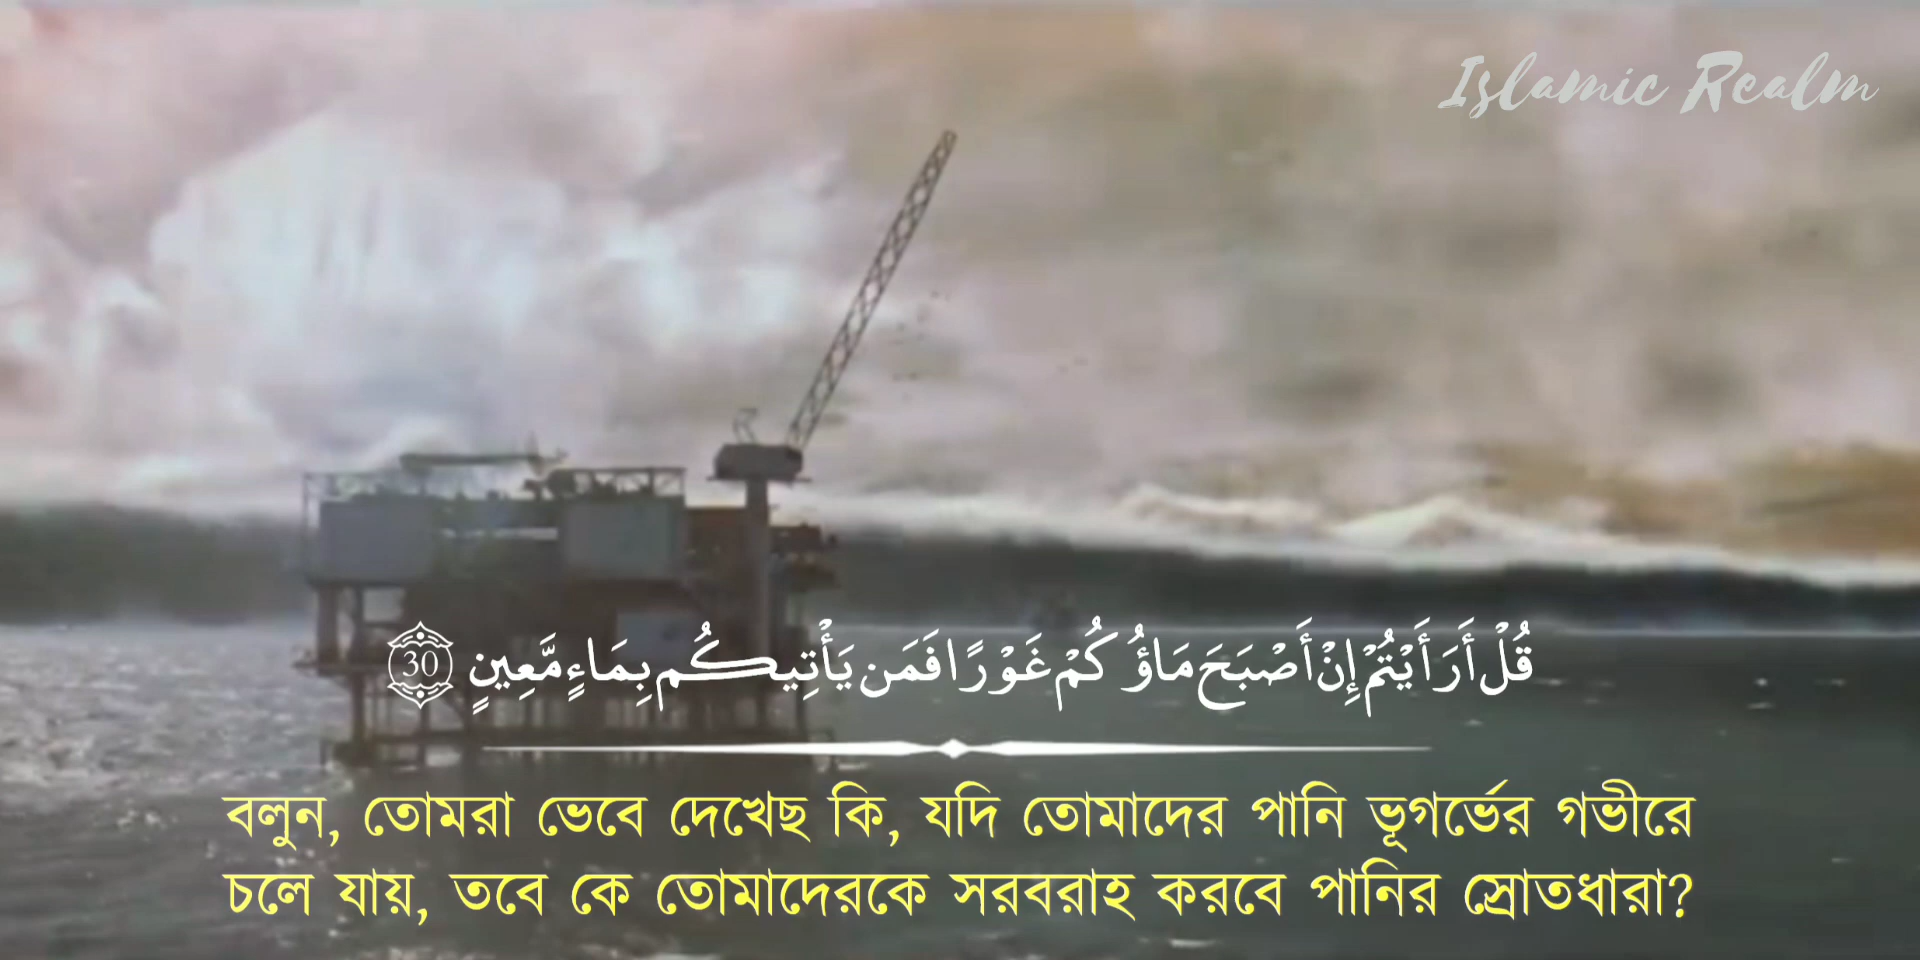 Islamic Realm
قُلْ أَرَأَيْتُمْ إِنْ أَصْبَحَ مَاؤُكُمْ غَوْرًا فَمَن يَأْتِيكُم بِمَاءٍ مَّعِينٍ 30
বলুন, তোমরা ভেবে দেখেছ কি, যদি তোমাদের পানি ভূগর্ভের গভীরে
চলে যায়, তবে কে তোমাদেরকে সরবরাহ করবে পানির স্রোতধারা?